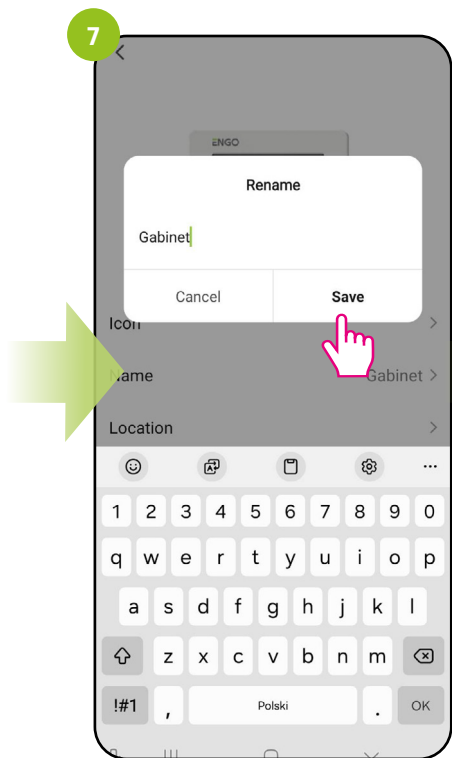 7
ENGO
Rename
Gabinet
Cancel Save
Icon
Name Gabinet
Location
1 2 3 4 5 6 7 8 9 0
q w e r t y u i o p
a s d f g h j k l
z x c v b n m
!#1 , Polski . OK